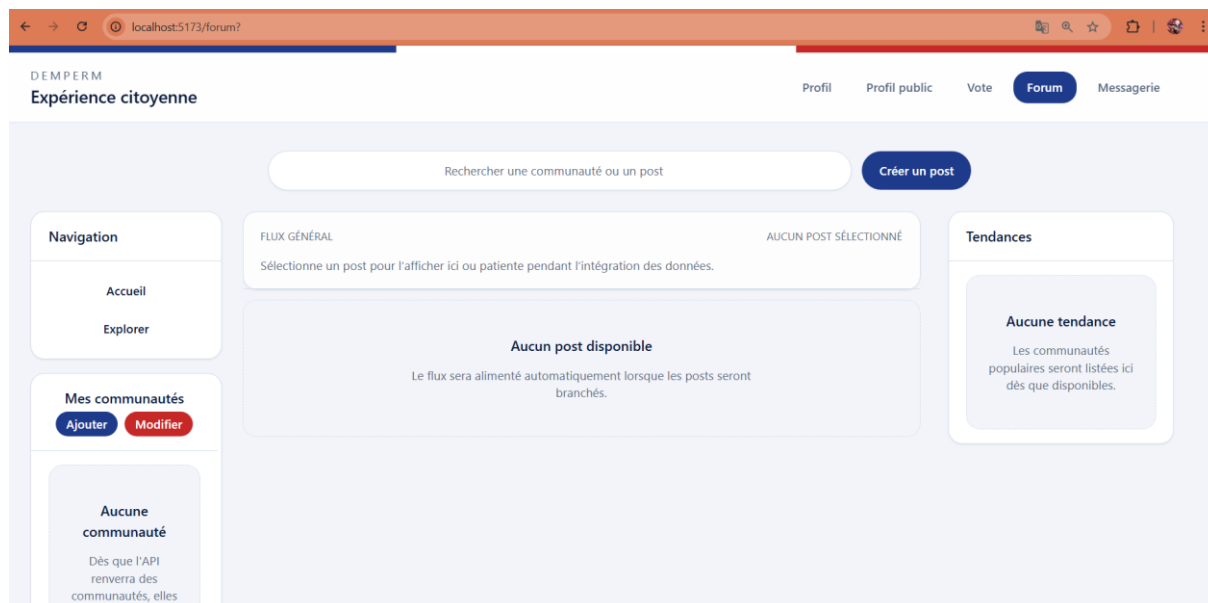 localhost:5173/forum?
DEMPERM
Expérience citoyenne
Profil
Profil public
Vote
Forum
Messagerie
Rechercher une communauté ou un post
Créer un post
Navigation
Accueil
Explorer
Mes communautés
Ajouter
Modifier
Aucune
communauté
Dès que l'API
renverra des
communautés, elles
FLUX GÉNÉRAL
AUCUN POST SÉLECTIONNÉ
Sélectionne un post pour l'afficher ici ou patiente pendant l'intégration des données.
Aucun post disponible
Le flux sera alimenté automatiquement lorsque les posts seront
branchés.
Tendances
Aucune tendance
Les communautés
populaires seront listées ici
dès que disponibles.